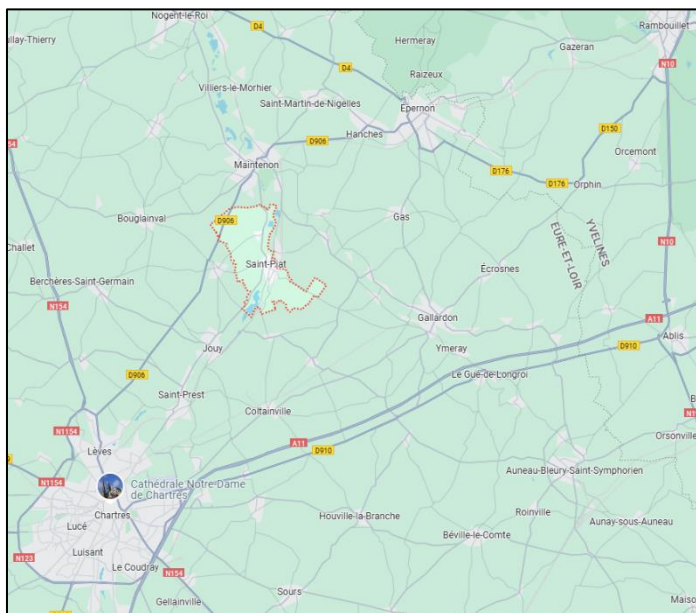 Nogent-le-Roi
D4
Rambouillet
ullay-Thierry
Hermeray
Gazeran
N10
D4
Raizeux
Villiers-le-Morhier
Saint-Martin-de-Nigelles
Épernon
D150
Hanches
D906
Orcemont
Maintenon
D176
D176
Orphin
Bouglainval
D906
Gas
YVELINES
EURE-ET-LOIR
N10
Challet
Saint-Piat
Écrosnes
Berchères-Saint-Germain
N154
Gallardon
A11
Ablis
D910
Jouy
Ymeray
D906
Le Gué-de-Longroi
Saint-Prest
Coltainville
N1154
A11
D910
Orsonville
Lèves
Auneau-Bleury-Saint-Symphorien
N1154
Cathédrale Notre-Dame
de Chartres
Chartres
Houville-la-Branche
Roinville
Aunay-sous-Auneau
Lucé
Béville-le-Comte
Luisant
N123
Le Coudray
N154
Sours
Gellainville